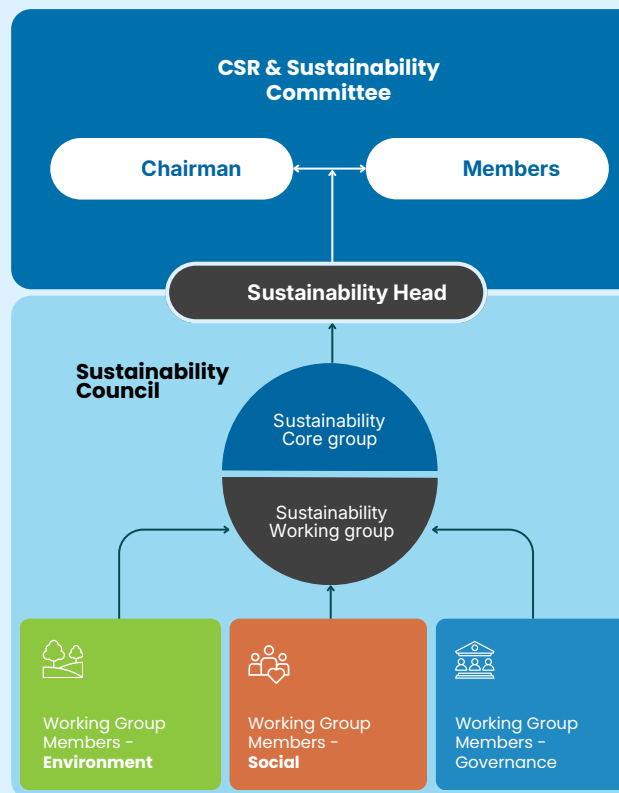 CSR & Sustainability
Committee
Chairman
Members
Sustainability Head
Sustainability
Council
Sustainability
Core group
Sustainability
Working group
Working Group
Members -
Environment
Working Group
Members -
Social
Working Group
Members -
Governance